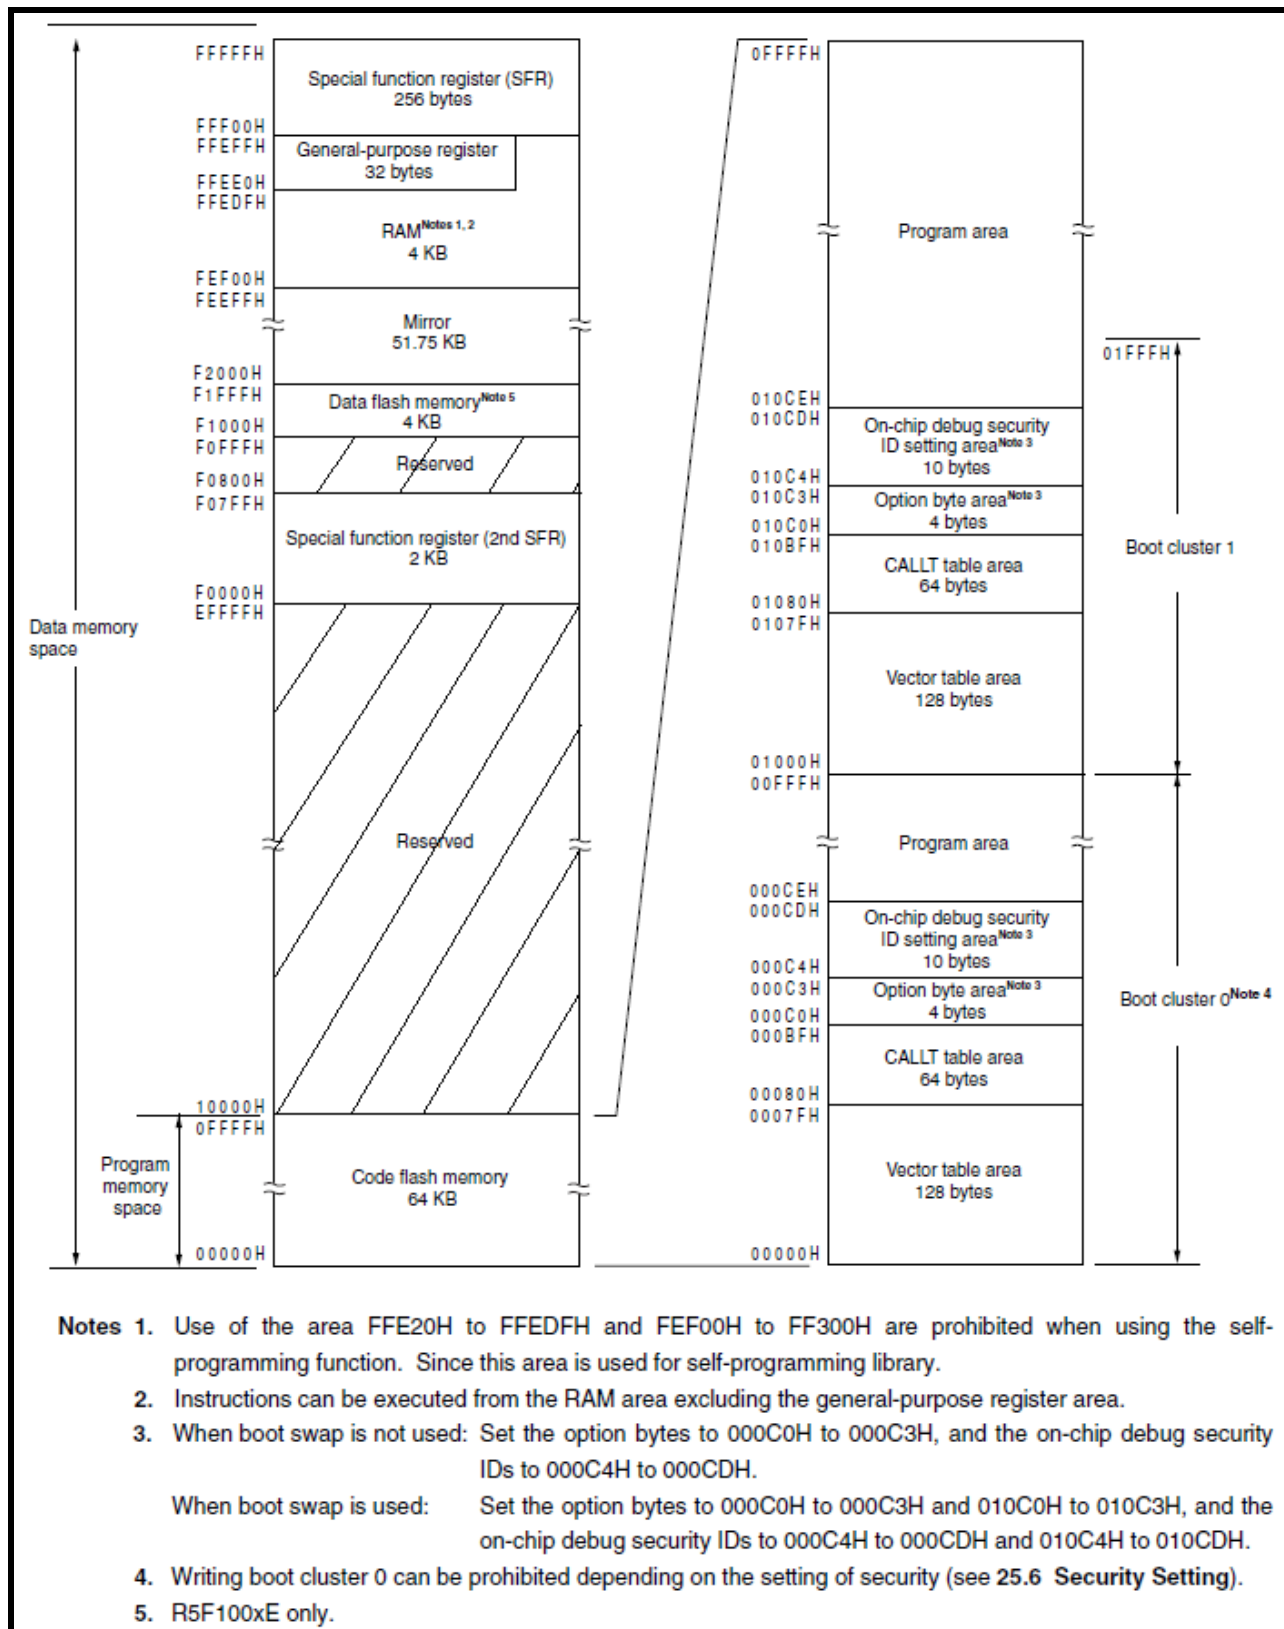 FFFFFH
Special function register (SFR)
256 bytes
FFF00H
FFEFFH
General-purpose register
32 bytes
FFEE0H
FFEDFH
RAM Notes 1, 2
4 KB
FEF00H
FEEFFH
Mirror
51.75 KB
F2000H
F1FFFH
Data flash memory Note 5
4 KB
F1000H
F0FFFH
Reserved
F0800H
F07FFH
Special function register (2nd SFR)
2 KB
F0000H
EFFFFH
Data memory
space
Reserved
10000H
0FFFFH
Program
memory
space
Code flash memory
64 KB
00000H
0FFFFH
Program area
01FFFH
010CEH
010CDH
On-chip debug security
ID setting area Note 3
10 bytes
010C4H
010C3H
Option byte area Note 3
4 bytes
010C0H
010BFH
Boot cluster 1
CALLT table area
64 bytes
01080H
0107FH
Vector table area
128 bytes
01000H
00FFFH
Program area
000CEH
000CDH
On-chip debug security
ID setting area Note 3
10 bytes
000C4H
000C3H
Option byte area Note 3
4 bytes
Boot cluster 0 Note 4
000C0H
000BFH
CALLT table area
64 bytes
00080H
0007FH
Vector table area
128 bytes
00000H
Notes 1. Use of the area FFE20H to FFEDFH and FEF00H to FF300H are prohibited when using the self-
programming function. Since this area is used for self-programming library.
2. Instructions can be executed from the RAM area excluding the general-purpose register area.
3. When boot swap is not used: Set the option bytes to 000C0H to 000C3H, and the on-chip debug security
IDs to 000C4H to 000CDH.
When boot swap is used: Set the option bytes to 000C0H to 000C3H and 010C0H to 010C3H, and the
on-chip debug security IDs to 000C4H to 000CDH and 010C4H to 010CDH.
4. Writing boot cluster 0 can be prohibited depending on the setting of security (see 25.6 Security Setting).
5. R5F100xE only.